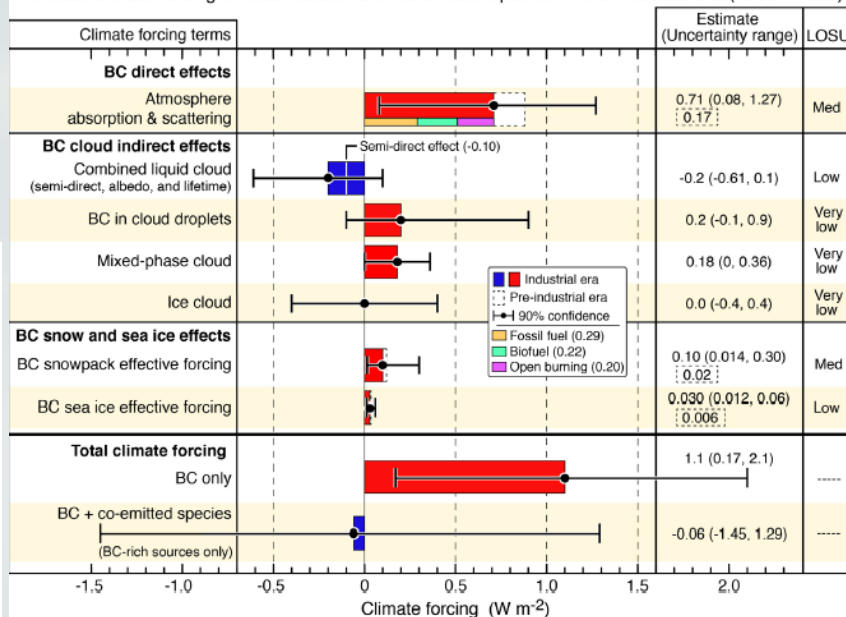 Climate forcing terms
Estimate
(Uncertainty range)
LOSU
BC direct effects
Atmosphere
absorption & scattering
0.71 (0.08, 1.27)
0.17
Med
BC cloud indirect effects
Semi-direct effect (-0.10)
Combined liquid cloud
(semi-direct, albedo, and lifetime)
-0.2 (-0.61, 0.1)
Low
BC in cloud droplets
0.2 (-0.1, 0.9)
Very
low
Mixed-phase cloud
0.18 (0, 0.36)
Very
low
Ice cloud
0.0 (-0.4, 0.4)
Very
low
Industrial era
Pre-industrial era
90% confidence
Fossil fuel (0.29)
Biofuel (0.22)
Open burning (0.20)
BC snow and sea ice effects
BC snowpack effective forcing
0.10 (0.014, 0.30)
0.02
Med
BC sea ice effective forcing
0.030 (0.012, 0.06)
0.006
Low
Total climate forcing
BC only
1.1 (0.17, 2.1)
-----
BC + co-emitted species
(BC-rich sources only)
-0.06 (-1.45, 1.29)
-----
-1.5 -1.0 -0.5 0 0.5 1.0 1.5 2.0
Climate forcing (W m-2)